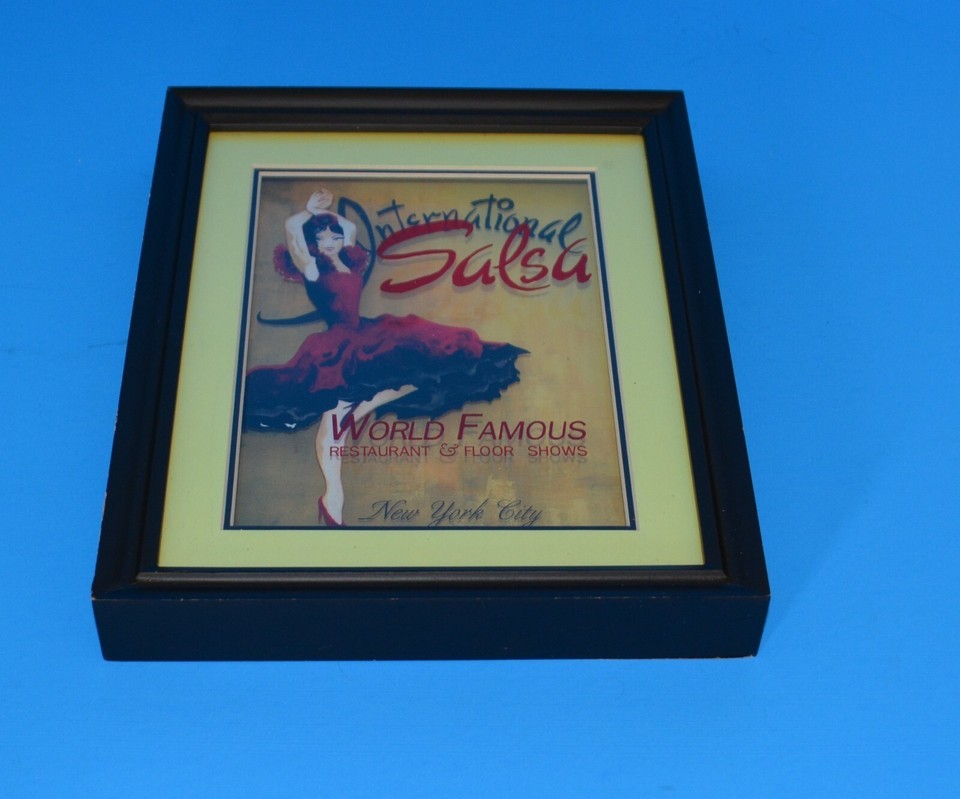 International
Salsa
World Famous
Restaurant & Floor Shows
New York City